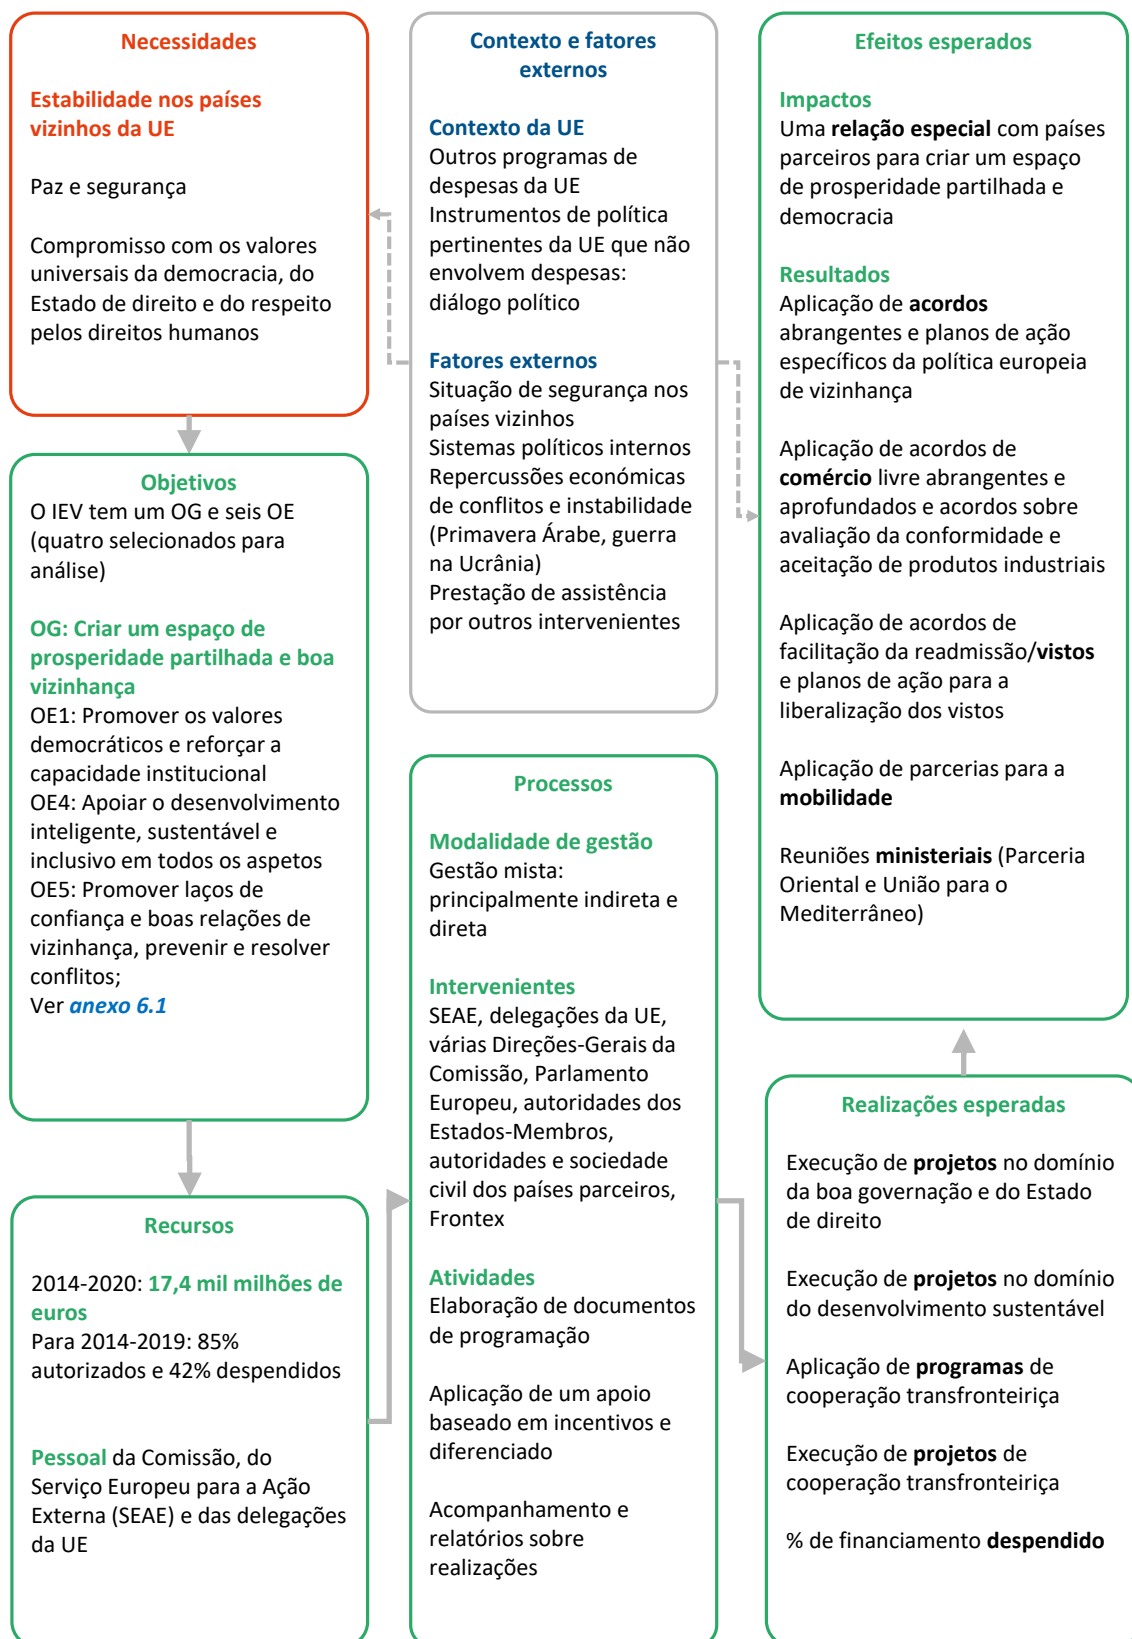 Necessidades
Estabilidade nos países
vizinhos da UE
Paz e segurança
Compromisso com os valores
universais da democracia, do
Estado de direito e do respeito
pelos direitos humanos
Contexto e fatores
externos
Contexto da UE
Outros programas de
despesas da UE
Instrumentos de política
pertinentes da UE que não
envolvem despesas:
diálogo político
Fatores externos
Situação de segurança nos
países vizinhos
Sistemas políticos internos
Repercussões económicas
de conflitos e instabilidade
(Primavera Árabe, guerra
na Ucrânia)
Prestação de assistência
por outros intervenientes
Efeitos esperados
Impactos
Uma relação especial com países
parceiros para criar um espaço
de prosperidade partilhada e
democracia
Resultados
Aplicação de acordos
abrangentes e planos de ação
específicos da política europeia
de vizinhança
Aplicação de acordos de
comércio livre abrangentes e
aprofundados e acordos sobre
avaliação da conformidade e
aceitação de produtos industriais
Aplicação de acordos de
facilitação da readmissão/vistos
e planos de ação para a
liberalização dos vistos
Aplicação de parcerias para a
mobilidade
Reuniões ministeriais (Parceria
Oriental e União para o
Mediterrâneo)
Objetivos
O IEV tem um OG e seis OE
(quatro selecionados para
análise)
OG: Criar um espaço de
prosperidade partilhada e boa
vizinhança
OE1: Promover os valores
democráticos e reforçar a
capacidade institucional
OE4: Apoiar o desenvolvimento
inteligente, sustentável e
inclusivo em todos os aspetos
OE5: Promover laços de
confiança e boas relações de
vizinhança, prevenir e resolver
conflitos;
Ver anexo 6.1
Recursos
2014-2020: 17,4 mil milhões de
euros
Para 2014-2019: 85%
autorizados e 42% despendidos
Pessoal da Comissão, do
Serviço Europeu para a Ação
Externa (SEAE) e das delegações
da UE
Processos
Modalidade de gestão
Gestão mista:
principalmente indireta e
direta
Intervenientes
SEAE, delegações da UE,
várias Direções-Gerais da
Comissão, Parlamento
Europeu, autoridades dos
Estados-Membros,
autoridades e sociedade
civil dos países parceiros,
Frontex
Atividades
Elaboração de documentos
de programação
Aplicação de um apoio
baseado em incentivos e
diferenciado
Acompanhamento e
relatórios sobre
realizações
Realizações esperadas
Execução de projetos no domínio
da boa governação e do Estado
de direito
Execução de projetos no domínio
do desenvolvimento sustentável
Aplicação de programas de
cooperação transfronteiriça
Execução de projetos de
cooperação transfronteiriça
% de financiamento despendido